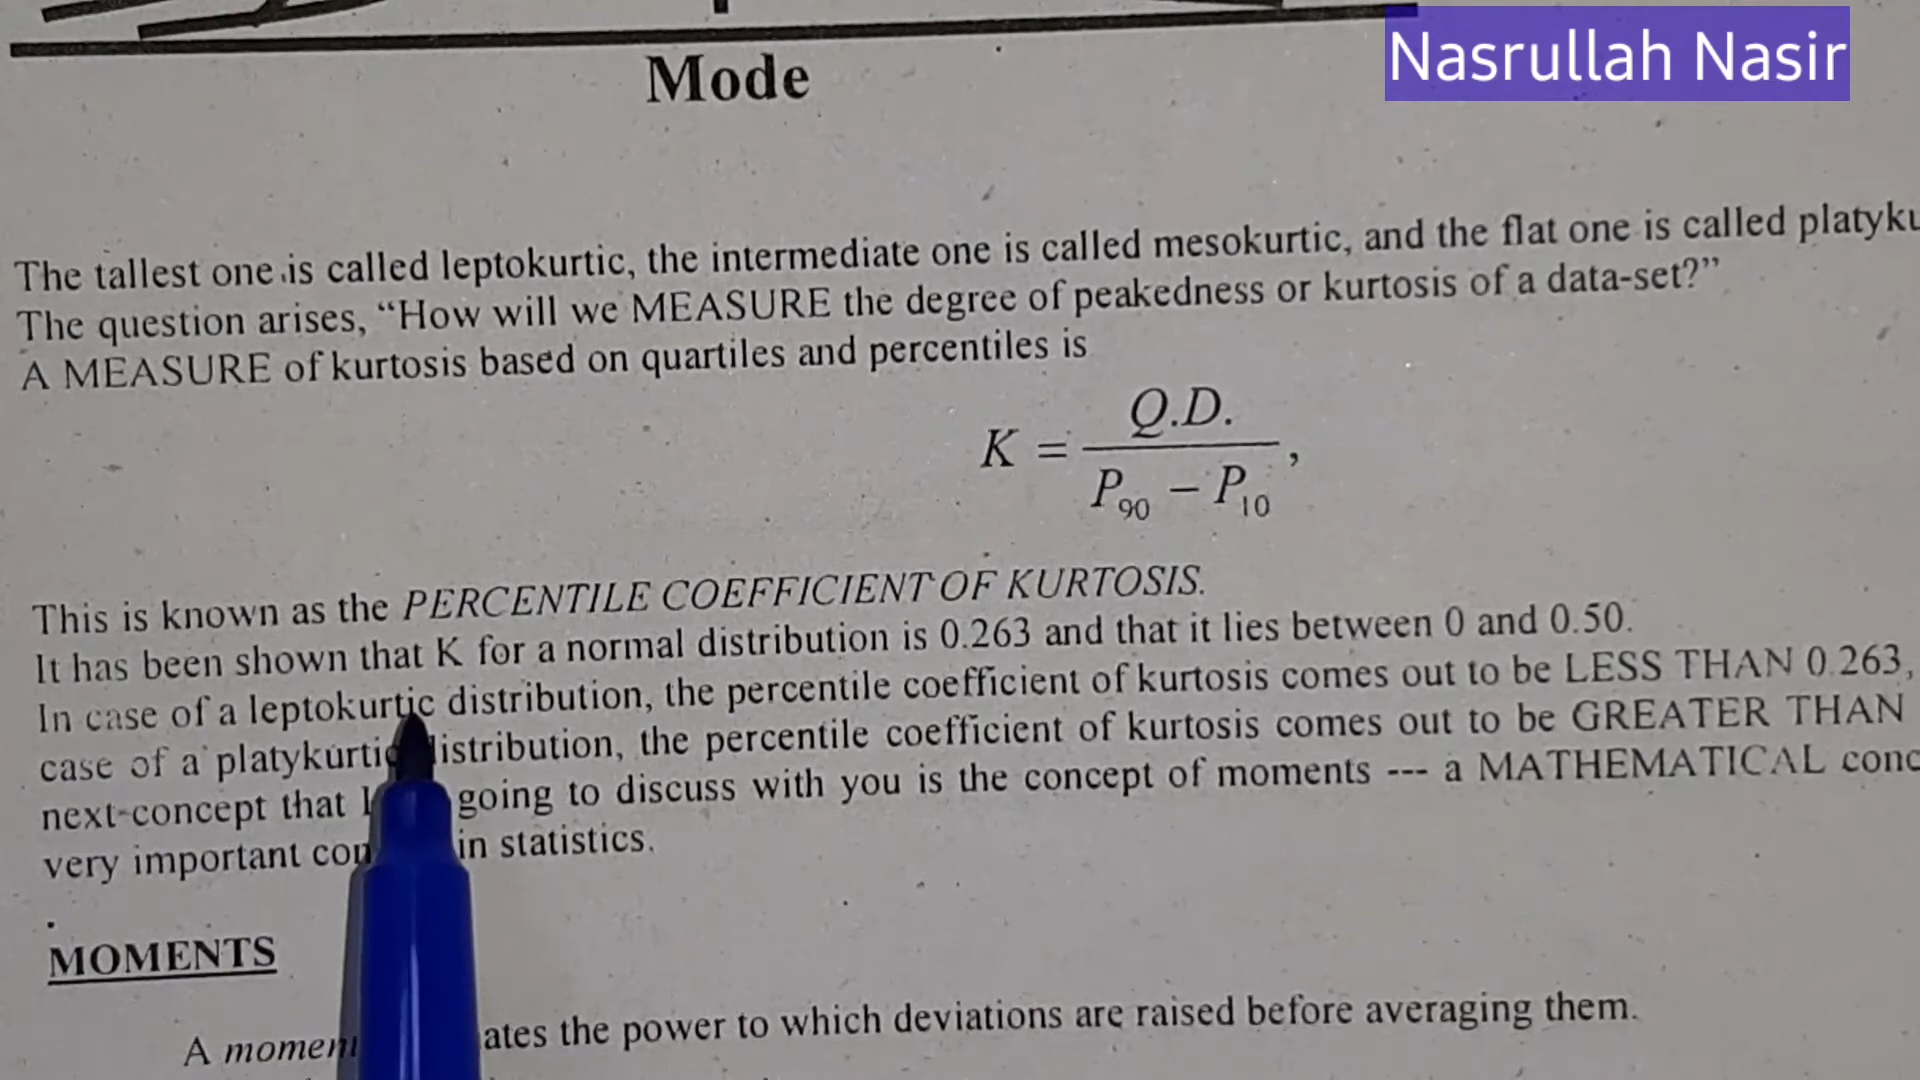 Nasrullah Nasir
Mode
The tallest one is called leptokurtic, the intermediate one is called mesokurtic, and the flat one is called
The question arises, “How will we MEASURE the degree of peakedness or kurtosis of a data-set?”
A MEASURE of kurtosis based on quartiles and percentiles is
K = Q.D. / (P90 − P10),
This is known as the PERCENTILE COEFFICIENT OF KURTOSIS.
It has been shown that K for a normal distribution is 0.263 and that it lies between 0 and 0.50.
In case of a leptokurtic distribution, the percentile coefficient of kurtosis comes out to be LESS THAN 0.263,
case of a platykurtic distribution, the percentile coefficient of kurtosis comes out to be GREATER THAN
next concept that I going to discuss with you is the concept of moments --- a MATHEMATICAL
very important in statistics.
MOMENTS
A the power to which deviations are raised before averaging them.